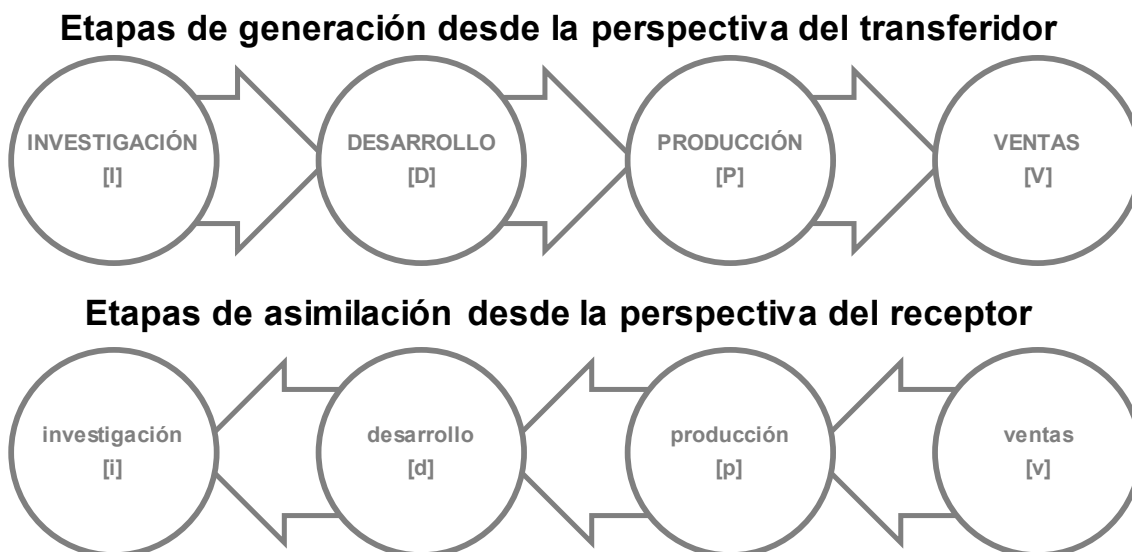 Etapas de generación desde la perspectiva del transferidor
INVESTIGACIÓN
[I]
DESARROLLO
[D]
PRODUCCIÓN
[P]
VENTAS
[V]
Etapas de asimilación desde la perspectiva del receptor
investigación
[i]
desarrollo
[d]
producción
[p]
ventas
[v]